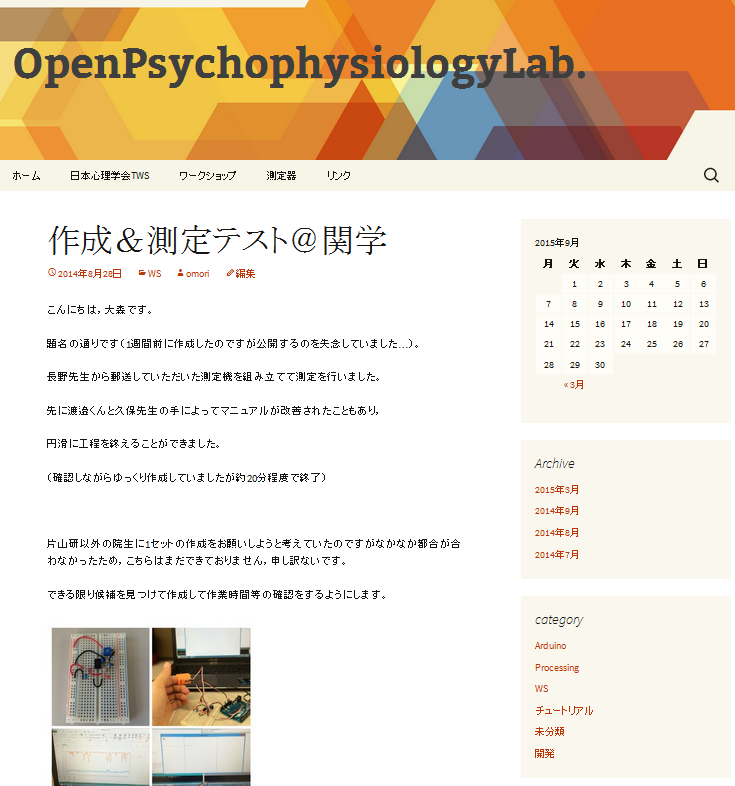 OpenPsychophysiologyLab.
ホーム 日本心理学会TWS ワークショップ 測定器 リンク
作成＆測定テスト＠関学
2014年8月28日 WS omori 編集
こんにちは，大森です。
題名の通りです（1週間前に作成したのですが公開するのを失念していました…）。
長野先生から郵送していただいた測定機を組み立てて測定を行いました。
先に渡邉くんと久保先生の手によってマニュアルが改善されたこともあり，
円滑に工程を終えることができました。
（確認しながらゆっくり作成していましたが約20分程度で終了）
片山研以外の院生に1セットの作成をお願いしようと考えていたのですがなかなか都合が合
わなかったため，こちらはまだできておりません，申し訳ないです。
できる限り候補を見つけて作成して作業時間等の確認をするようにします。
2015年9月
月 火 水 木 金 土 日
1 2 3 4 5 6
7 8 9 10 11 12 13
14 15 16 17 18 19 20
21 22 23 24 25 26 27
28 29 30
« 3月
Archive
2015年3月
2014年9月
2014年8月
2014年7月
category
Arduino
Processing
WS
チュートリアル
未分類
開発